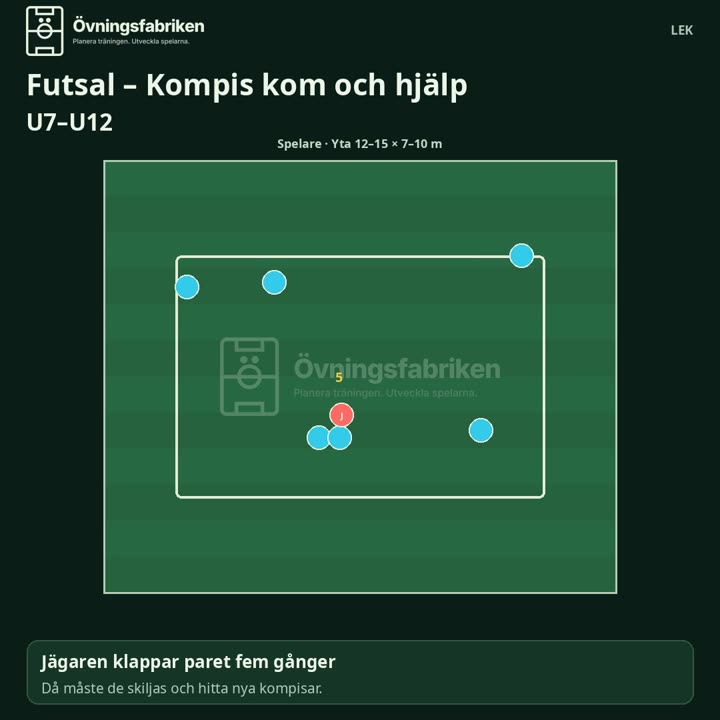 Övningsfabriken
Planera träningen. Utveckla spelarna.
LEK
Futsal – Kompis kom och hjälp
U7–U12
Spelare · Yta 12–15 × 7–10 m
Övningsfabriken
5
Planera träningen. Utveckla spelarna.
J
Jägaren klappar paret fem gånger
Då måste de skiljas och hitta nya kompisar.